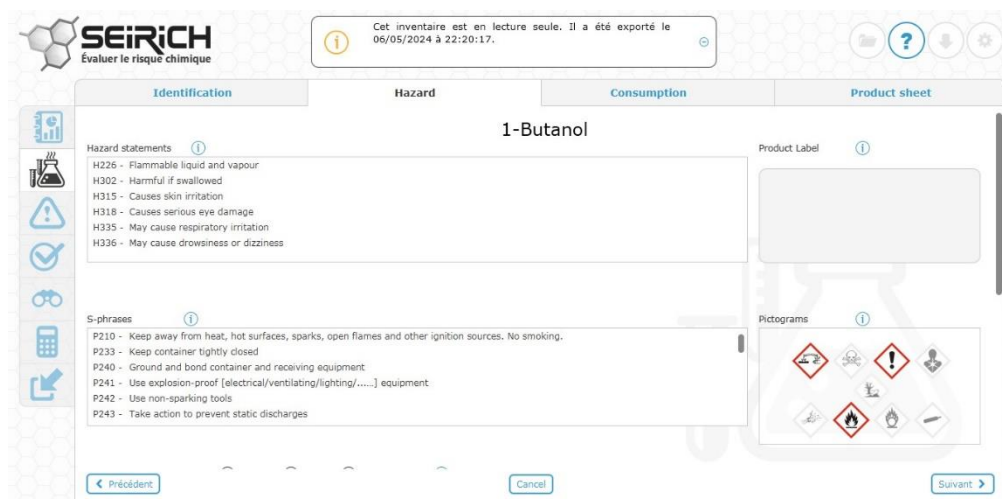 SEIRICH
Évaluer le risque chimique
Cet inventaire est en lecture seule. Il a été exporté le
06/05/2024 à 22:20:17.
Identification
Hazard
Consumption
Product sheet
1-Butanol
Hazard statements
Product Label
H226 - Flammable liquid and vapour
H302 - Harmful if swallowed
H315 - Causes skin irritation
H318 - Causes serious eye damage
H335 - May cause respiratory irritation
H336 - May cause drowsiness or dizziness
S-phrases
Pictograms
P210 - Keep away from heat, hot surfaces, sparks, open flames and other ignition sources. No smoking.
P233 - Keep container tightly closed
P240 - Ground and bond container and receiving equipment
P241 - Use explosion-proof [electrical/ventilating/lighting/.....] equipment
P242 - Use non-sparking tools
P243 - Take action to prevent static discharges
Précédent
Cancel
Suivant